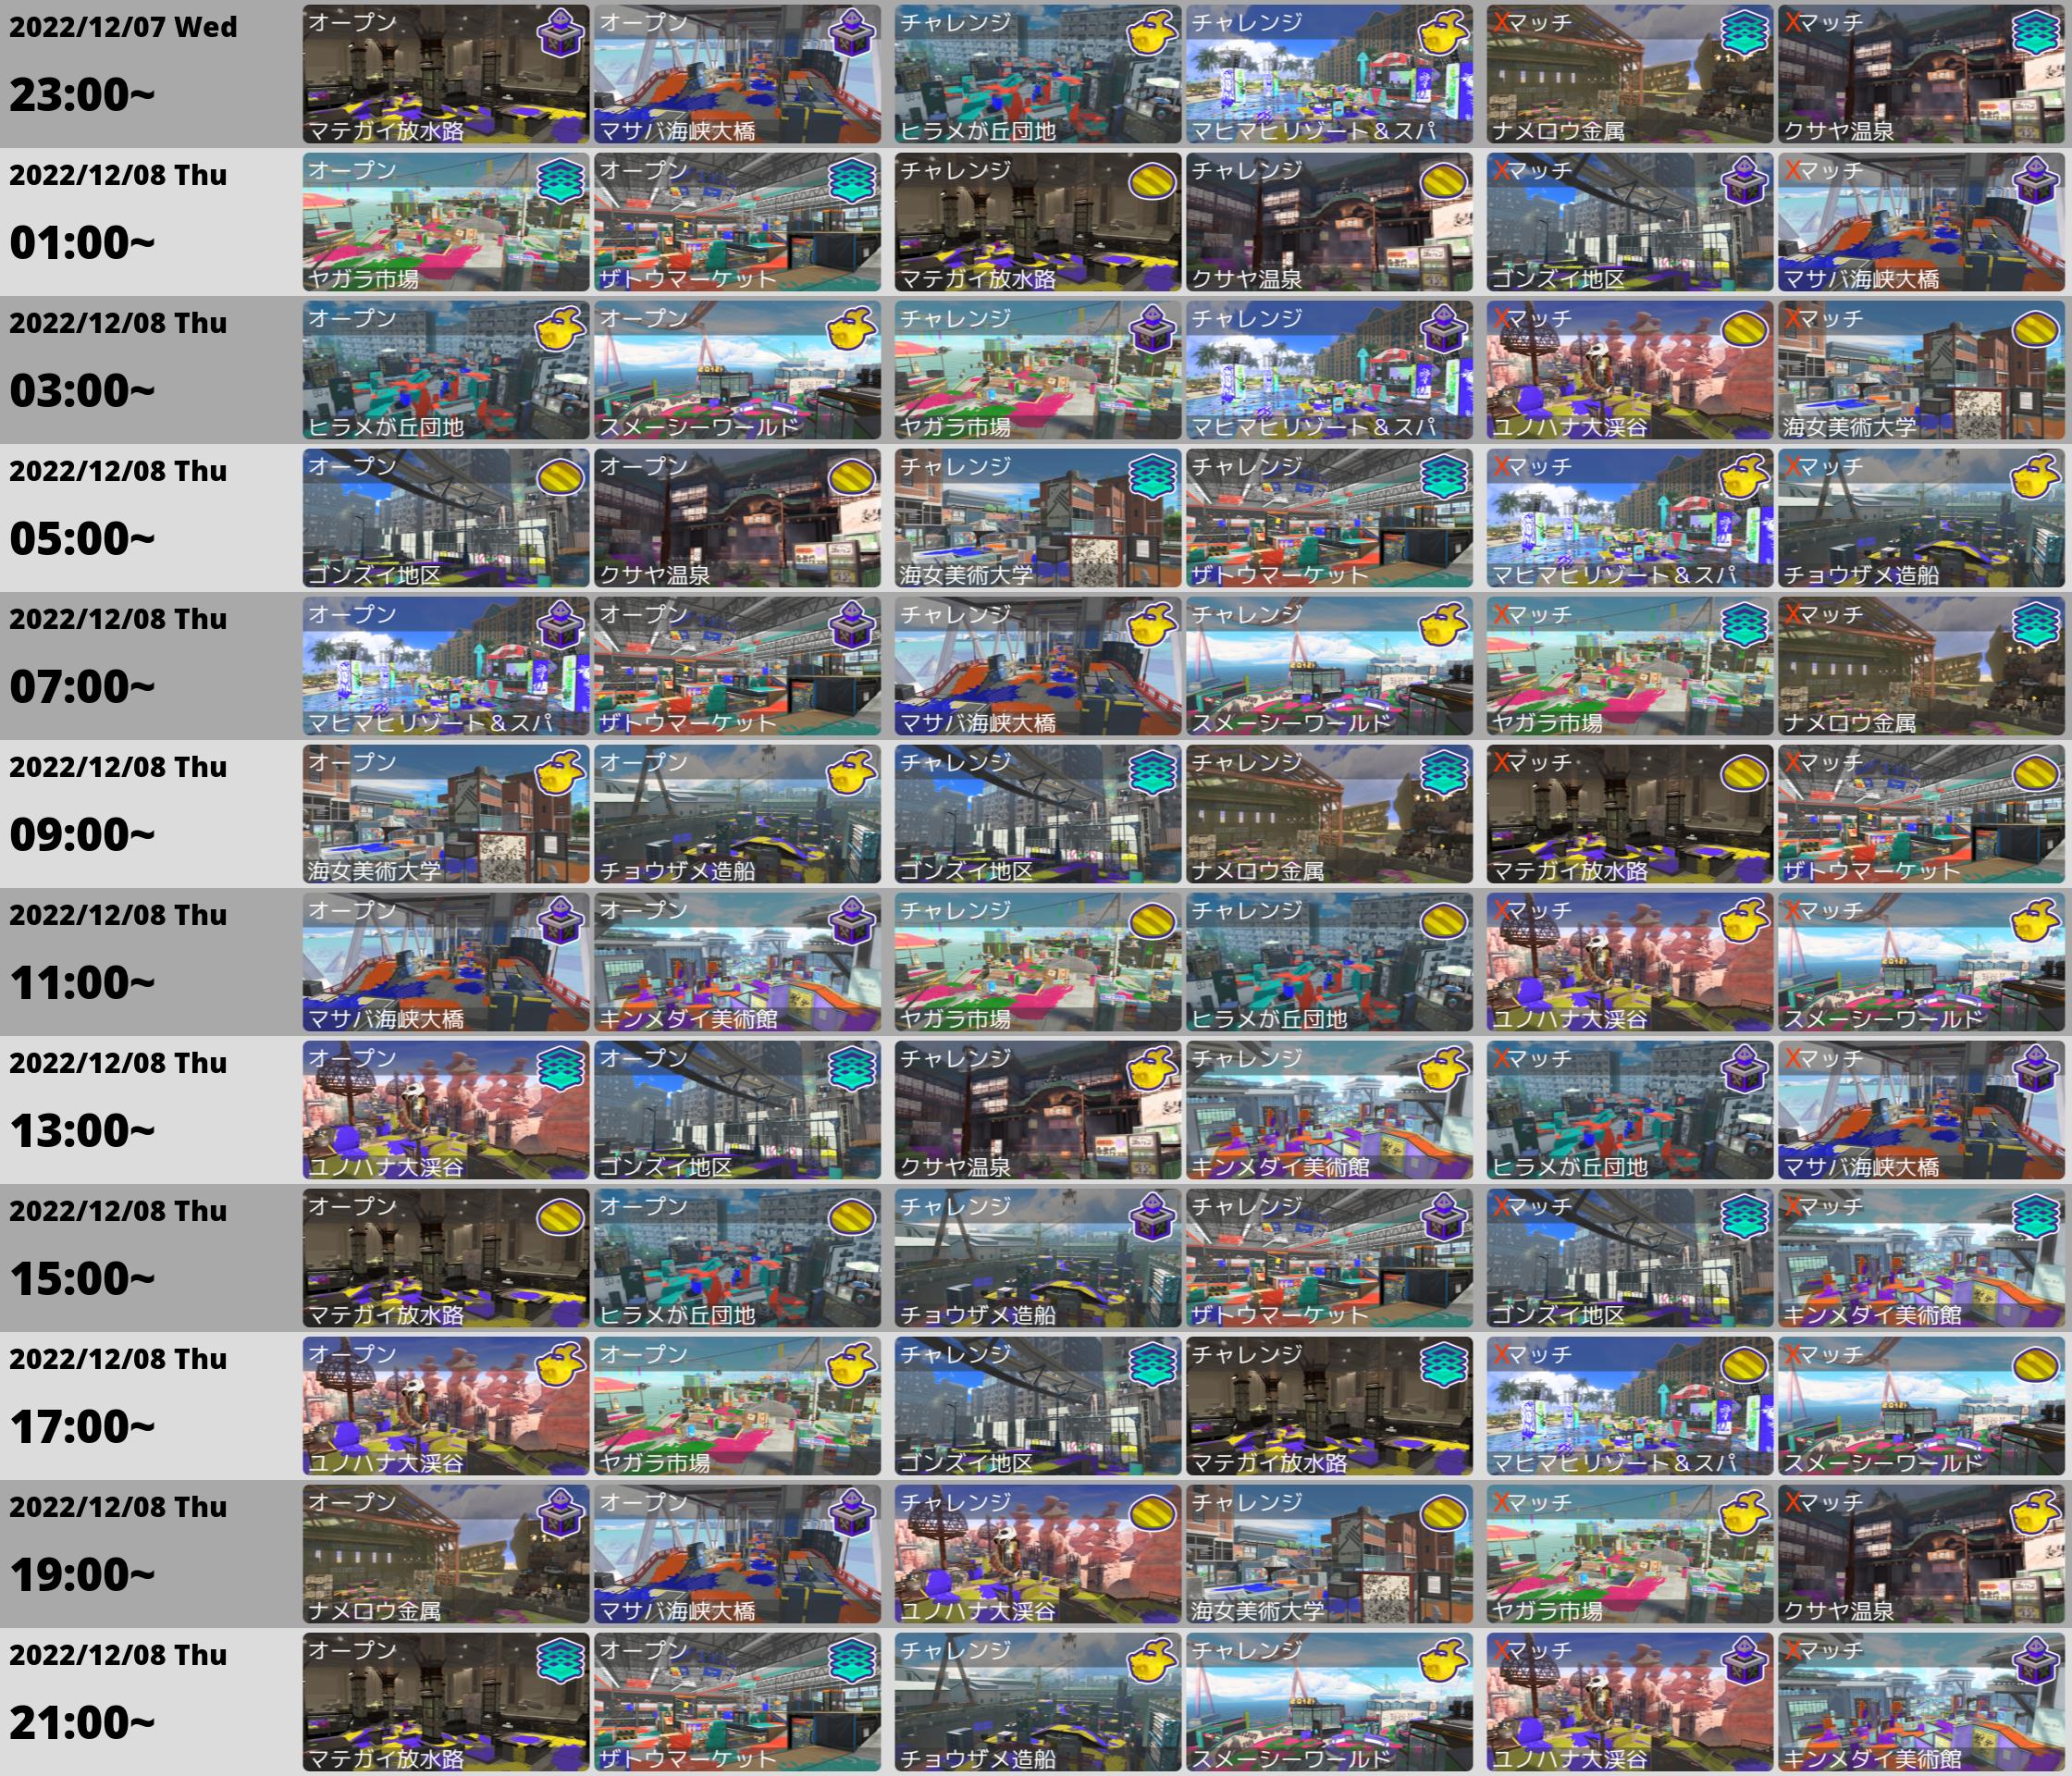 2022/12/07 Wed
23:00~
オープン
オープン
チャレンジ
チャレンジ
Xマッチ
Xマッチ
マテガイ放水路
マサバ海峡大橋
ヒラメが丘団地
マヒマヒリゾート＆スパ
ナメロウ金属
クサヤ温泉
2022/12/08 Thu
01:00~
オープン
オープン
チャレンジ
チャレンジ
Xマッチ
Xマッチ
ヤガラ市場
ザトウマーケット
マテガイ放水路
クサヤ温泉
ゴンズイ地区
マサバ海峡大橋
2022/12/08 Thu
03:00~
オープン
オープン
チャレンジ
チャレンジ
Xマッチ
Xマッチ
ヒラメが丘団地
スメーシーワールド
ヤガラ市場
マヒマヒリゾート＆スパ
ユノハナ大渓谷
海女美術大学
2022/12/08 Thu
05:00~
オープン
オープン
チャレンジ
チャレンジ
Xマッチ
Xマッチ
ゴンズイ地区
クサヤ温泉
海女美術大学
ザトウマーケット
マヒマヒリゾート＆スパ
チョウザメ造船
2022/12/08 Thu
07:00~
オープン
オープン
チャレンジ
チャレンジ
Xマッチ
Xマッチ
マヒマヒリゾート＆スパ
ザトウマーケット
マサバ海峡大橋
スメーシーワールド
ヤガラ市場
ナメロウ金属
2022/12/08 Thu
09:00~
オープン
オープン
チャレンジ
チャレンジ
Xマッチ
Xマッチ
海女美術大学
チョウザメ造船
ゴンズイ地区
ナメロウ金属
マテガイ放水路
ザトウマーケット
2022/12/08 Thu
11:00~
オープン
オープン
チャレンジ
チャレンジ
Xマッチ
Xマッチ
マサバ海峡大橋
キンメダイ美術館
ヤガラ市場
ヒラメが丘団地
ユノハナ大渓谷
スメーシーワールド
2022/12/08 Thu
13:00~
オープン
オープン
チャレンジ
チャレンジ
Xマッチ
Xマッチ
ユノハナ大渓谷
ゴンズイ地区
クサヤ温泉
キンメダイ美術館
ヒラメが丘団地
マサバ海峡大橋
2022/12/08 Thu
15:00~
オープン
オープン
チャレンジ
チャレンジ
Xマッチ
Xマッチ
マテガイ放水路
ヒラメが丘団地
チョウザメ造船
ザトウマーケット
ゴンズイ地区
キンメダイ美術館
2022/12/08 Thu
17:00~
オープン
オープン
チャレンジ
チャレンジ
Xマッチ
Xマッチ
ユノハナ大渓谷
ヤガラ市場
ゴンズイ地区
マテガイ放水路
マヒマヒリゾート＆スパ
スメーシーワールド
2022/12/08 Thu
19:00~
オープン
オープン
チャレンジ
チャレンジ
Xマッチ
Xマッチ
ナメロウ金属
マサバ海峡大橋
ユノハナ大渓谷
海女美術大学
ヤガラ市場
クサヤ温泉
2022/12/08 Thu
21:00~
オープン
オープン
チャレンジ
チャレンジ
Xマッチ
Xマッチ
マテガイ放水路
ザトウマーケット
チョウザメ造船
スメーシーワールド
ユノハナ大渓谷
キンメダイ美術館